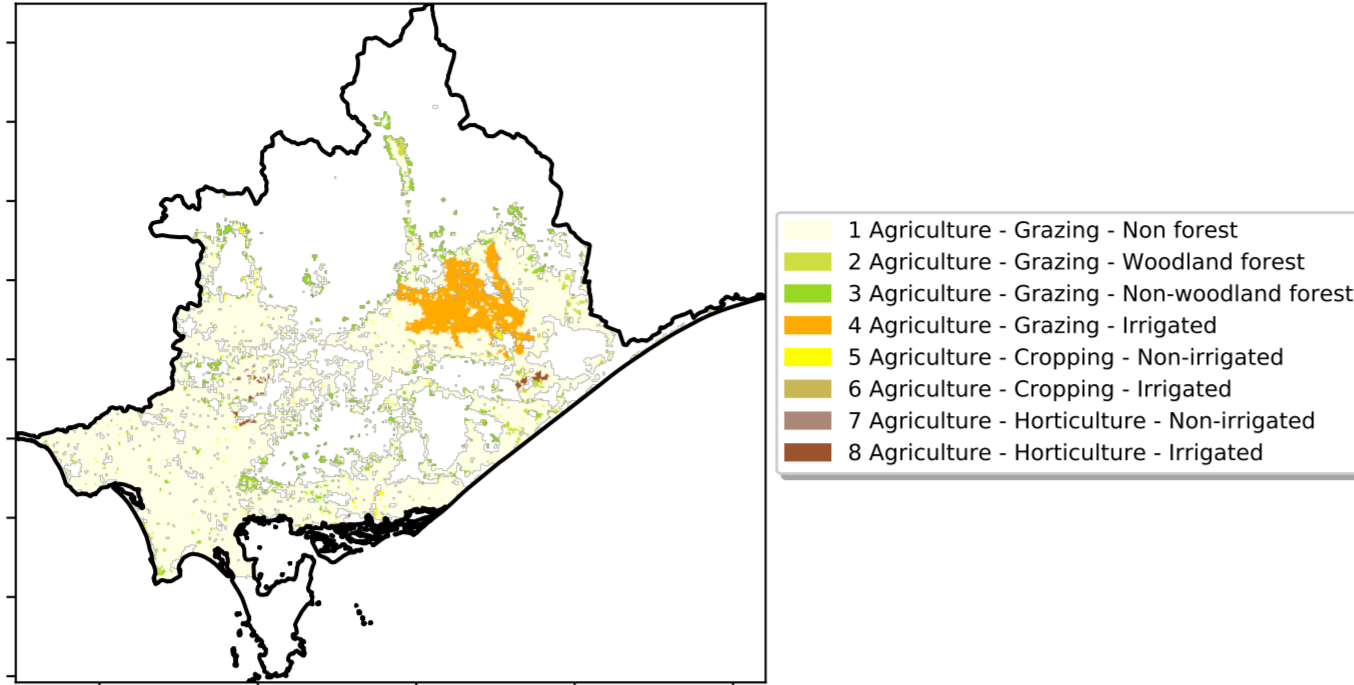 1 Agriculture - Grazing - Non forest
2 Agriculture - Grazing - Woodland forest
3 Agriculture - Grazing - Non-woodland forest
4 Agriculture - Grazing - Irrigated
5 Agriculture - Cropping - Non-irrigated
6 Agriculture - Cropping - Irrigated
7 Agriculture - Horticulture - Non-irrigated
8 Agriculture - Horticulture - Irrigated